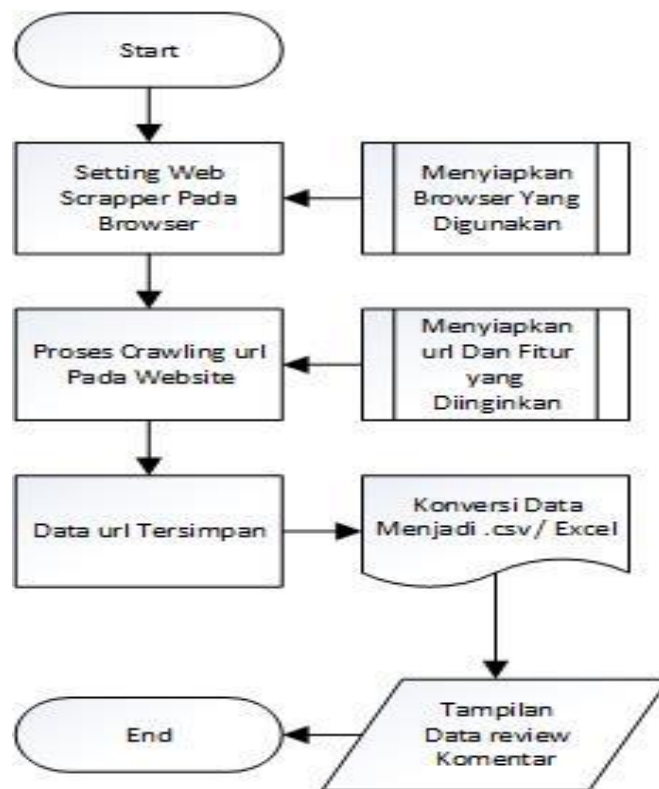 Start
Setting Web
Scrapper Pada
Browser
Menyiapkan
Browser Yang
Digunakan
Proses Crawling url
Pada Website
Menyiapkan
url Dan Fitur
yang
Diinginkan
Data url Tersimpan
Konversi Data
Menjadi .csv / Excel
Tampilan
Data review
Komentar
End